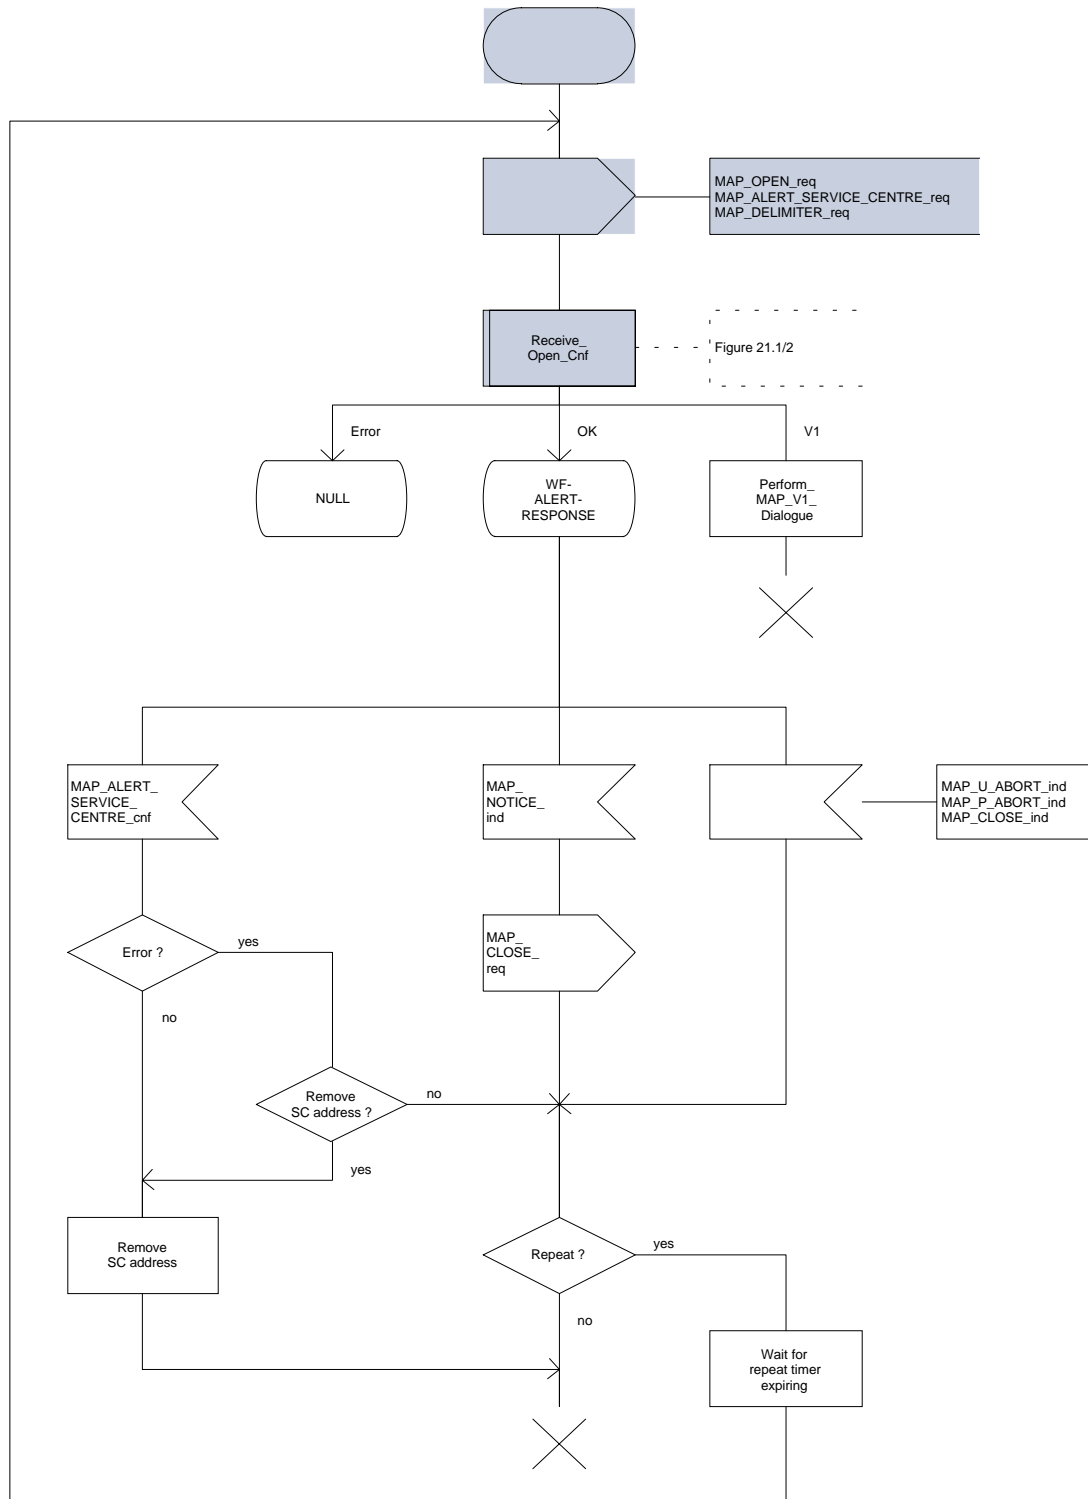 MAP_OPEN_req
MAP_ALERT_SERVICE_CENTRE_req
MAP_DELIMITER_req
Receive_
Open_Cnf
Figure 21.1/2
Error
OK
V1
NULL
WF-
ALERT-
RESPONSE
Perform_
MAP_V1_
Dialogue
MAP_ALERT_
SERVICE_
CENTRE_cnf
MAP_
NOTICE_
ind
MAP_U_ABORT_ind
MAP_P_ABORT_ind
MAP_CLOSE_ind
Error ?
yes
no
MAP_
CLOSE_
req
Remove
SC address ?
no
yes
Remove
SC address
Repeat ?
yes
no
Wait for
repeat timer
expiring